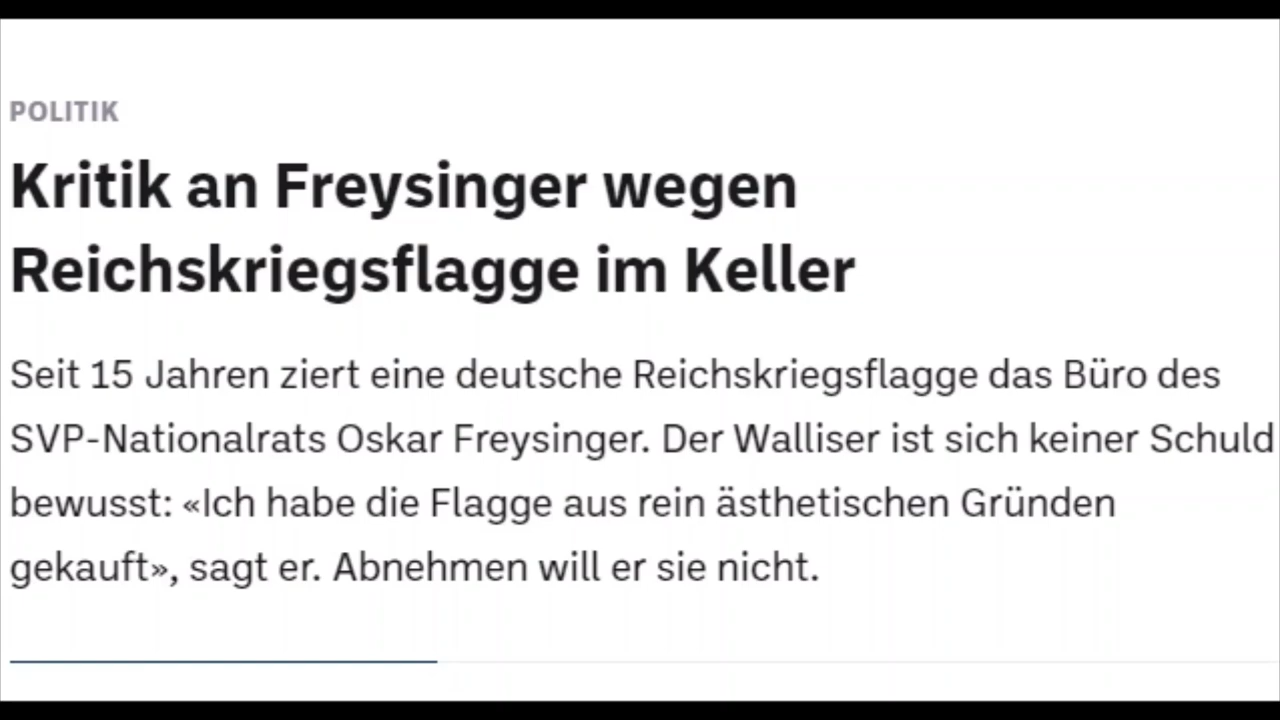 POLITIK
Kritik an Freysinger wegen
Reichskriegsflagge im Keller
Seit 15 Jahren ziert eine deutsche Reichskriegsflagge das Büro des
SVP-Nationalrats Oskar Freysinger. Der Walliser ist sich keiner Schuld
bewusst: «Ich habe die Flagge aus rein ästhetischen Gründen
gekauft», sagt er. Abnehmen will er sie nicht.